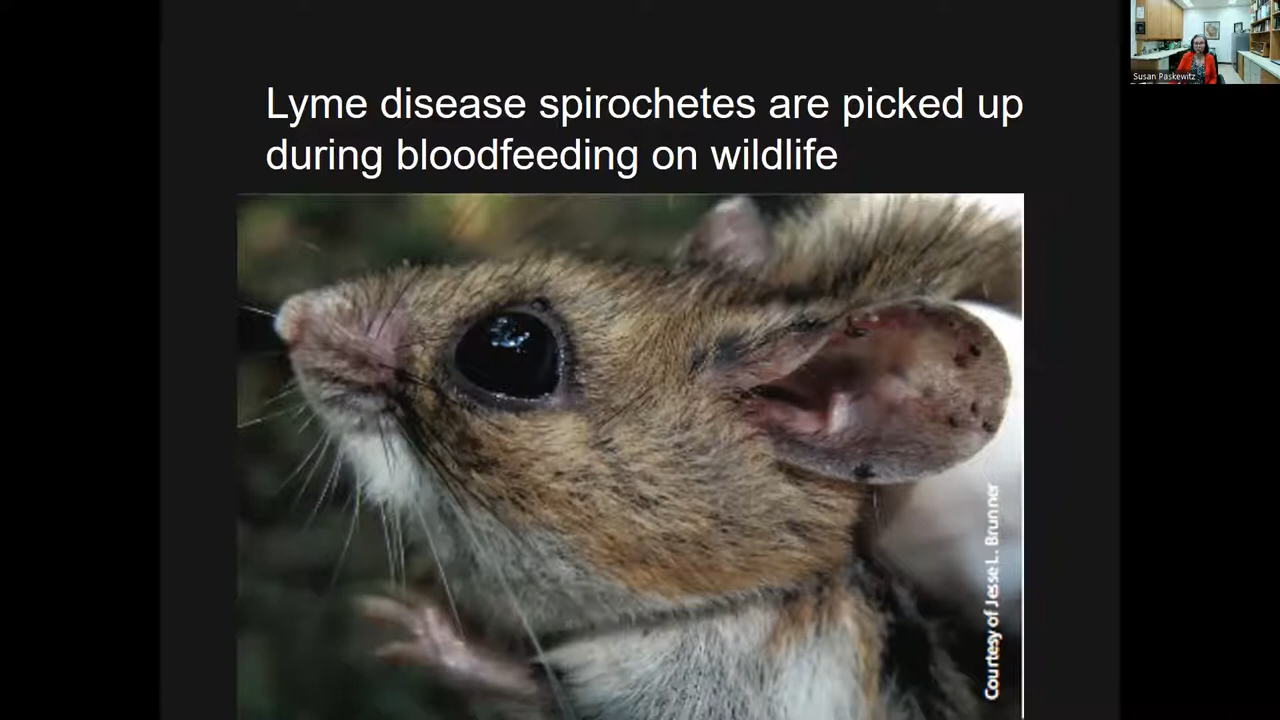 Lyme disease spirochetes are picked up
during bloodfeeding on wildlife
Susan Paskewitz
Courtesy of Jesse L. Brunner